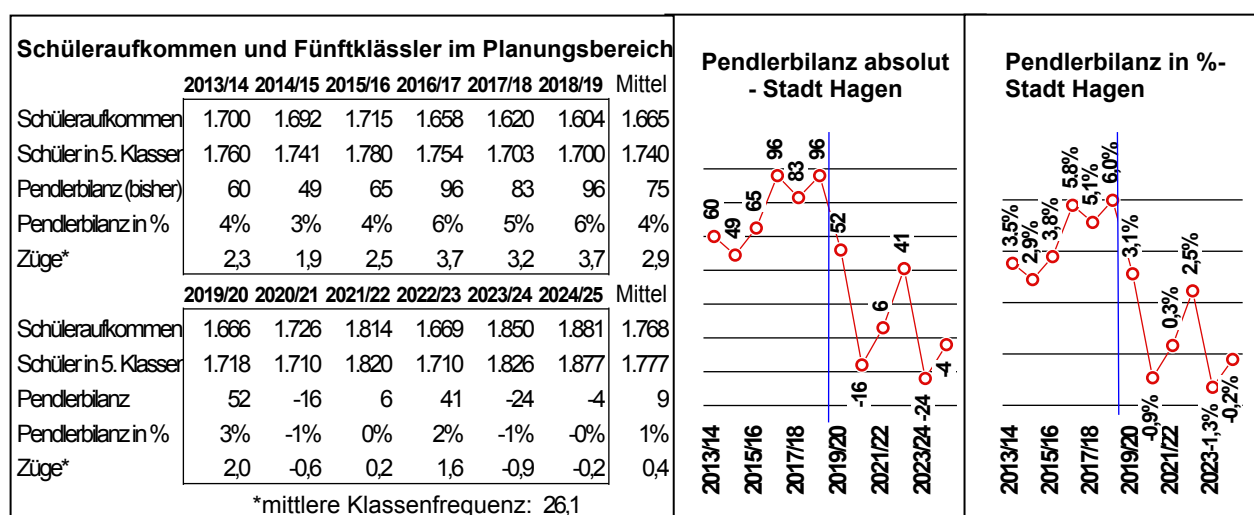 Schüleraufkommen und Fünftklässler im Planungsbereich
2013/14 2014/15 2015/16 2016/17 2017/18 2018/19 Mittel
Schüleraufkommen 1.700 1.692 1.715 1.658 1.620 1.604 1.665
Schüler in 5. Klasser 1.760 1.741 1.780 1.754 1.703 1.700 1.740
Pendlerbilanz (bisher) 60 49 65 96 83 96 75
Pendlerbilanz in % 4% 3% 4% 6% 5% 6% 4%
Züge* 2,3 1,9 2,5 3,7 3,2 3,7 2,9
2019/20 2020/21 2021/22 2022/23 2023/24 2024/25 Mittel
Schüleraufkommen 1.666 1.726 1.814 1.669 1.850 1.881 1.768
Schüler in 5. Klasser 1.718 1.710 1.820 1.710 1.826 1.877 1.777
Pendlerbilanz 52 -16 6 41 -24 -4 9
Pendlerbilanz in % 3% -1% 0% 2% -1% -0% 1%
Züge* 2,0 -0,6 0,2 1,6 -0,9 -0,2 0,4
*mittlere Klassenfrequenz: 26,1
Pendlerbilanz absolut
- Stadt Hagen
60 49 65 96 83 96 52 -16 6 41 -24 -4
2013/14 2015/16 2017/18 2019/20 2021/22 2023/24
Pendlerbilanz in %-
Stadt Hagen
3,5% 2,9% 3,8% 5,8% 5,1% 6,0% 3,1% -0,9% 0,3% 2,5% -1,3% -0,2%
2013/14 2015/16 2017/18 2019/20 2021/22 2023